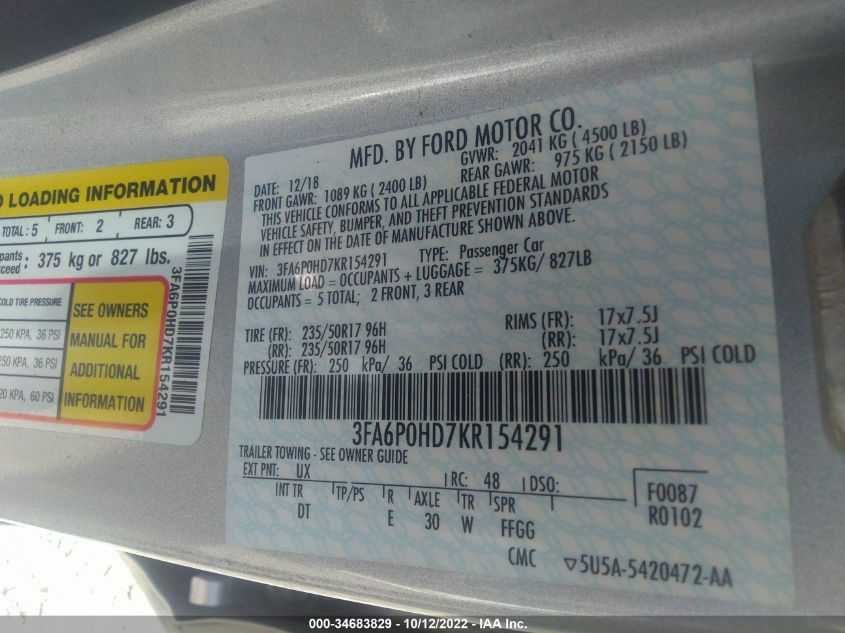 LOADING INFORMATION
TOTAL: 5 FRONT: 2 REAR: 3
375 kg or 827 lbs.
COLD TIRE PRESSURE
250 KPA, 36 PSI
250 KPA, 36 PSI
20 KPA, 60 PSI
SEE OWNERS
MANUAL FOR
ADDITIONAL
INFORMATION
3FA6P0HD7KR154291
MFD. BY FORD MOTOR CO.
DATE: 12/18 GVWR: 2041 KG ( 4500 LB)
FRONT GAWR: 1089 KG ( 2400 LB) REAR GAWR: 975 KG ( 2150 LB)
THIS VEHICLE CONFORMS TO ALL APPLICABLE FEDERAL MOTOR
VEHICLE SAFETY, BUMPER, AND THEFT PREVENTION STANDARDS
IN EFFECT ON THE DATE OF MANUFACTURE SHOWN ABOVE.
VIN: 3FA6P0HD7KR154291 TYPE: Passenger Car
MAXIMUM LOAD = OCCUPANTS + LUGGAGE = 375KG/ 827LB
OCCUPANTS = 5 TOTAL; 2 FRONT, 3 REAR
TIRE (FR): 235/50R17 96H RIMS (FR): 17x7.5J
(RR): 235/50R17 96H (RR): 17x7.5J
PRESSURE (FR): 250 kPa/ 36 PSI COLD (RR): 250 kPa/ 36 PSI COLD
3FA6P0HD7KR154291
TRAILER TOWING - SEE OWNER GUIDE
EXT PNT: UX RC: 48 DSO:
INT TR TP/PS R AXLE TR SPR F0087
DT E 30 W FFGG R0102
CMC ▽5U5A-5420472-AA
000-34683829 - 10/12/2022 - IAA Inc.